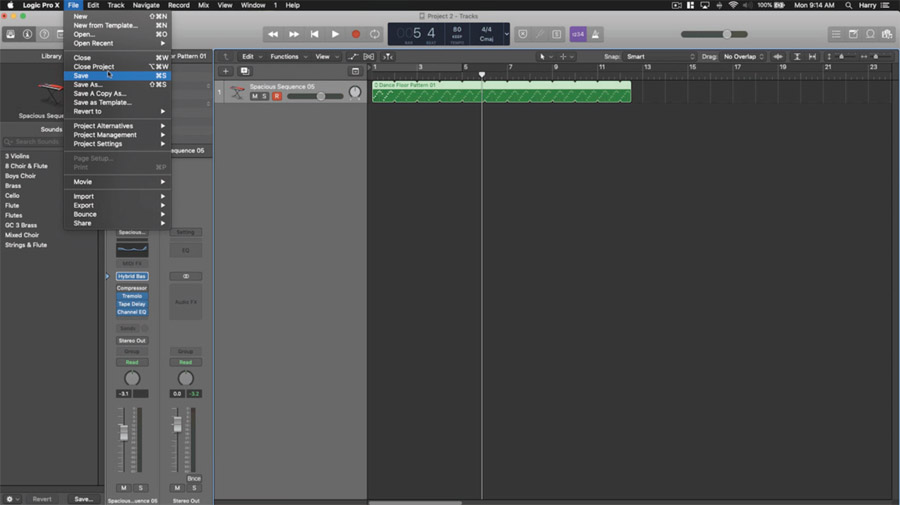 Logic Pro X File Edit Track Navigate Record Mix View Window 1 Help Mon 9:14 AM Harry
Project 2 - Tracks
5 4 80 4/4
KEEP Cmaj
1234
New ⇧⌘N
New from Template... ⌘N
Open... ⌘O
Open Recent
Close ⌘W
Close Project ⌥⌘W
Save ⌘S
Save As... ⇧⌘S
Save A Copy As...
Save as Template...
Revert to
Project Alternatives
Project Management
Project Settings
Page Setup...
Print ⌘P
Movie
Import
Export
Bounce
Share
Library
Spacious Sequ
Sounds
Search Sounds
3 Violins
8 Choir & Flute
Boys Choir
Brass
Cello
Flute
Flutes
GC 3 Brass
Mixed Choir
Strings & Flute
Revert Save...
Pattern 01
equence 05
Spacious... Setting
EQ
MIDI FX
Hybrid Bas
Compressor
Tremolo
Tape Delay
Channel EQ
Audio FX
Sends
Stereo Out
Group Group
Read Read
-3.1 0.0 -3.2
Bnce
M S M S
Spacious...uence 05 Stereo Out
Edit Functions View Snap: Smart Drag: No Overlap
1 3 5 7 9 11 13 15 17 19 21 23
1 Spacious Sequence 05
M S R
Dance Floor Pattern 01